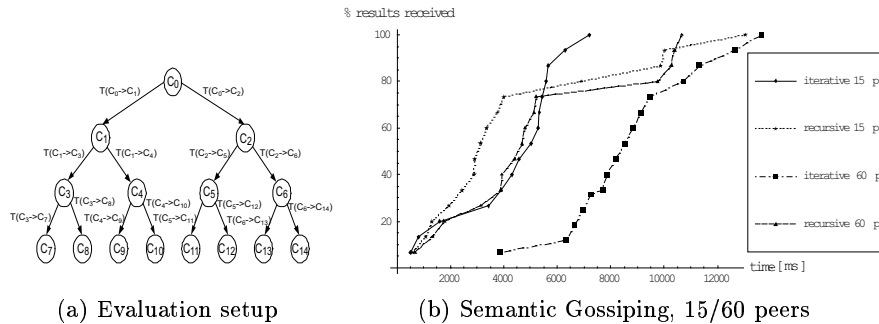 % results received
C0
T(C0->C1) T(C0->C2)
C1 C2
T(C1->C3) T(C1->C4) T(C2->C5) T(C2->C6)
C3 C4 C5 C6
T(C3->C7) T(C3->C8) T(C4->C9) T(C4->C10) T(C5->C11) T(C5->C12) T(C6->C13) T(C6->C14)
C7 C8 C9 C10 C11 C12 C13 C14
100
80
60
40
20
2000 4000 6000 8000 10000 12000
time[ms]
iterative 15 p
recursive 15 p
iterative 60 p
recursive 60 p
(a) Evaluation setup
(b) Semantic Gossiping, 15/60 peers